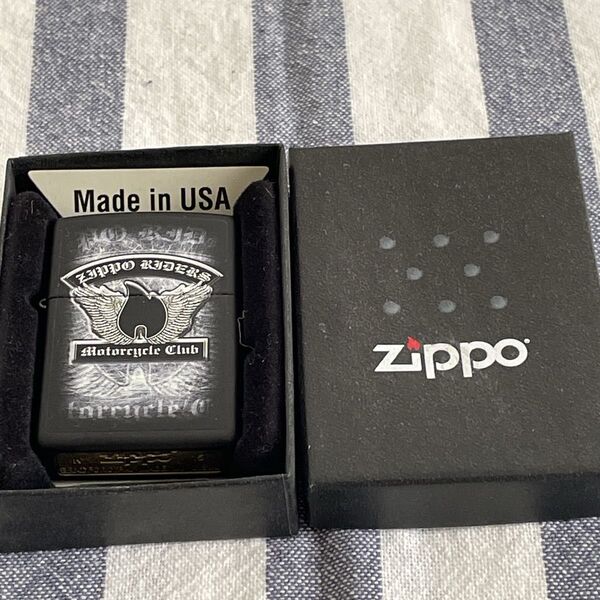 Made in USA
ZIPPO RIDERS
Motorcycle Club
zippo